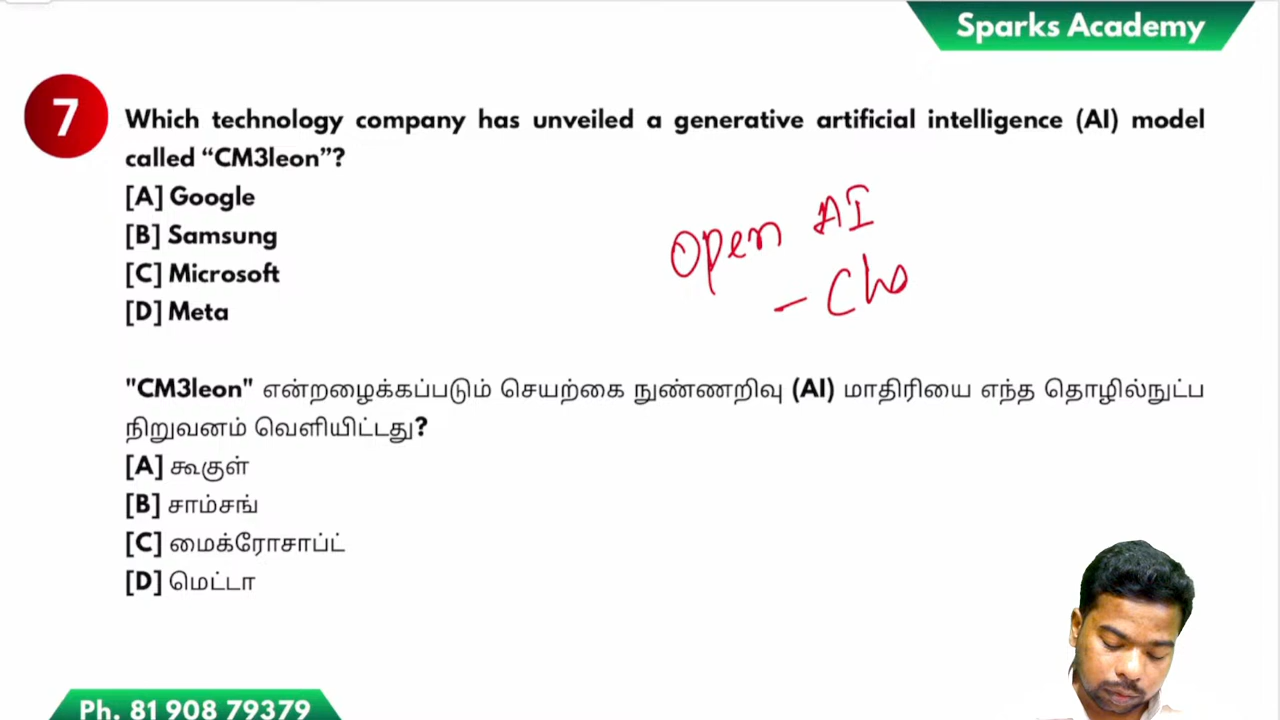 Sparks Academy
7
Which technology company has unveiled a generative artificial intelligence (AI) model
called “CM3leon”?
[A] Google
[B] Samsung
[C] Microsoft
[D] Meta
Open AI
- Cha
"CM3leon" என்றழைக்கப்படும் செயற்கை நுண்ணறிவு (AI) மாதிரியை எந்த தொழில்நுட்ப
நிறுவனம் வெளியிட்டது?
[A] கூகுள்
[B] சாம்சங்
[C] மைக்ரோசாப்ட்
[D] மெட்டா
Ph. 81 908 79379